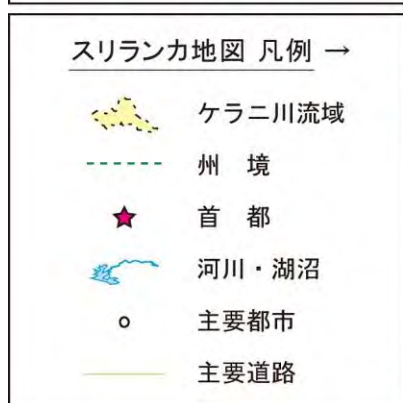 スリランカ地図 凡例 →
ケラニ川流域
州 境
首 都
河川・湖沼
主要都市
主要道路